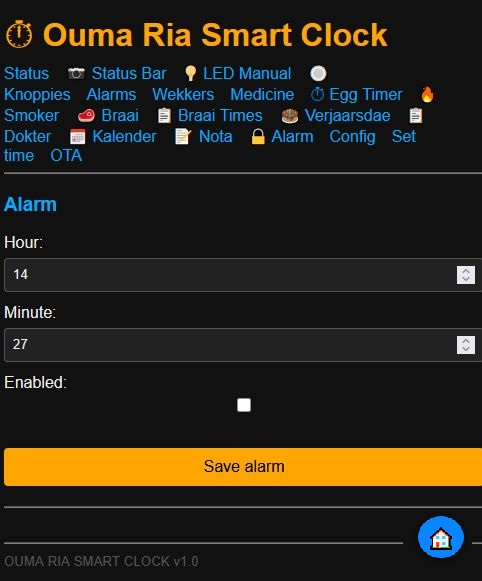 Ouma Ria Smart Clock
Status Status Bar LED Manual
Knoppies Alarms Wekkers Medicine Egg Timer
Smoker Braai Braai Times Verjaarsdae
Dokter Kalender Nota Alarm Config Set
time OTA
Alarm
Hour:
14
Minute:
27
Enabled:
Save alarm
OUMA RIA SMART CLOCK v1.0